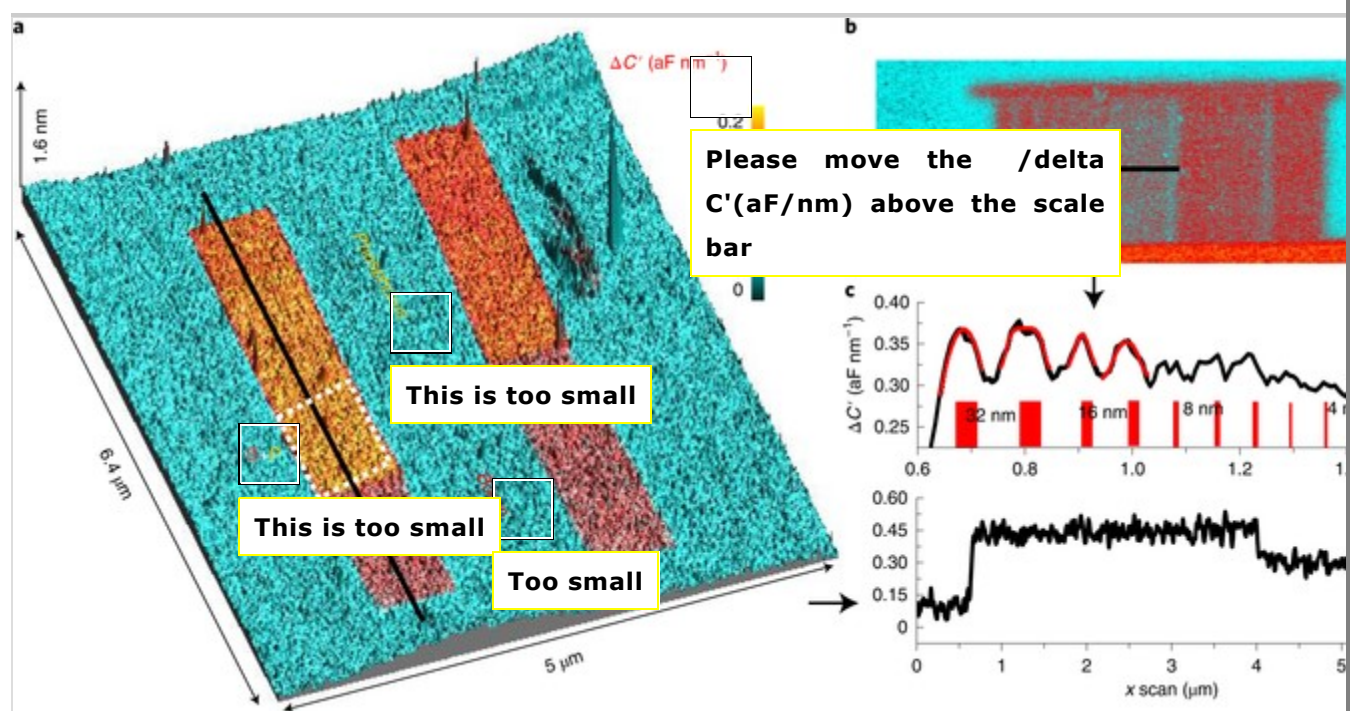 a
b
ΔC′ (aF nm⁻¹)
1.6 nm
0.2
Please move the /delta
C'(aF/nm) above the scale
bar
0
c
0.40
0.35
0.30
0.25
ΔC′ (aF nm⁻¹)
32 nm
16 nm
8 nm
0.6
0.8
1.0
1.2
This is too small
This is too small
Too small
6.4 μm
5 μm
0.60
0.45
0.30
0.15
0
0
1
2
3
4
5
x scan (μm)